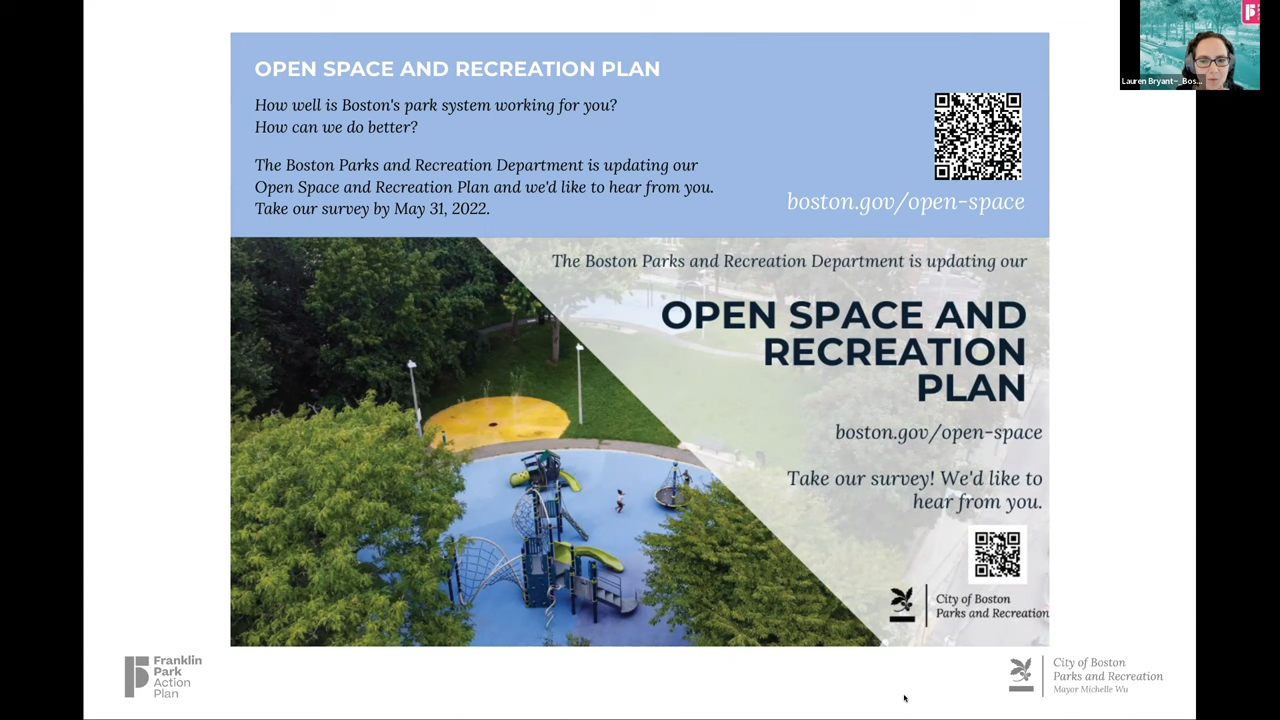 OPEN SPACE AND RECREATION PLAN
How well is Boston's park system working for you?
How can we do better?
The Boston Parks and Recreation Department is updating our
Open Space and Recreation Plan and we'd like to hear from you.
Take our survey by May 31, 2022.
boston.gov/open-space
The Boston Parks and Recreation Department is updating our
OPEN SPACE AND
RECREATION
PLAN
boston.gov/open-space
Take our survey! We'd like to
hear from you.
City of Boston
Parks and Recreation
Franklin
Park
Action
Plan
City of Boston
Parks and Recreation
Mayor Michelle Wu
Lauren Bryant-_Bos...